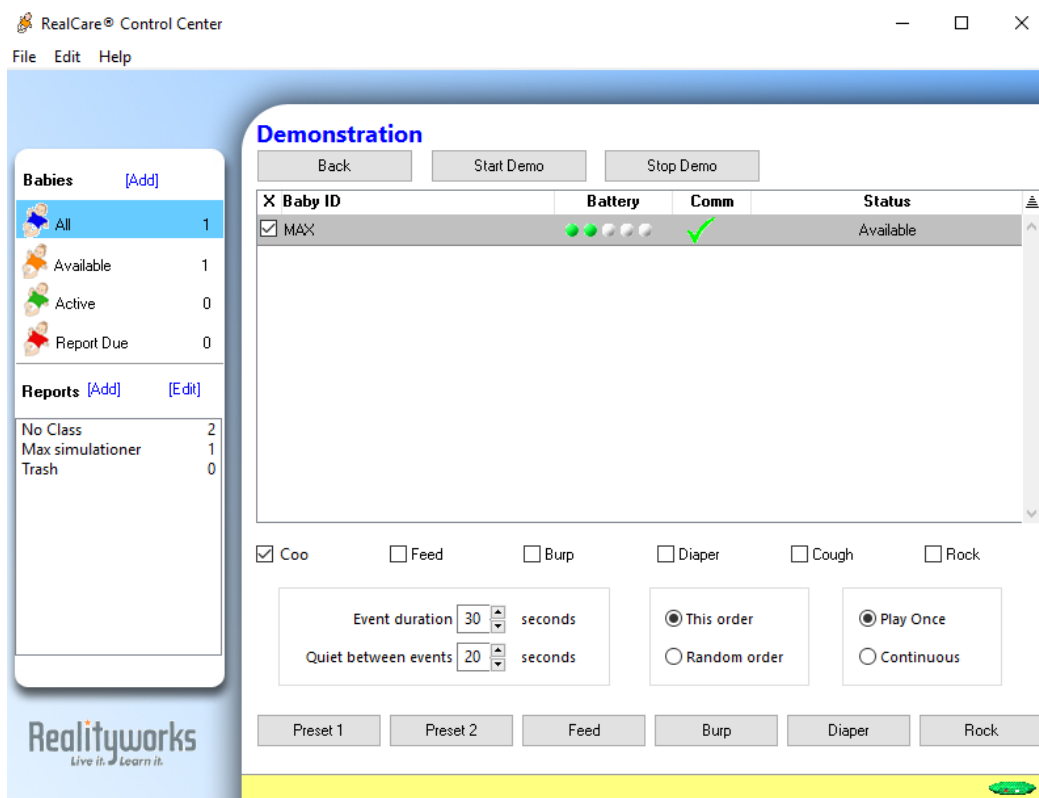 RealCare® Control Center
File Edit Help
Demonstration
Back Start Demo Stop Demo
Babies [Add]
All 1
Available 1
Active 0
Report Due 0
Reports [Add] [Edit]
No Class 2
Max simulationer 1
Trash 0
X Baby ID Battery Comm Status
MAX Available
Coo Feed Burp Diaper Cough Rock
Event duration 30 seconds
Quiet between events 20 seconds
This order
Random order
Play Once
Continuous
Preset 1 Preset 2 Feed Burp Diaper Rock
Realityworks
Live it. Learn it.